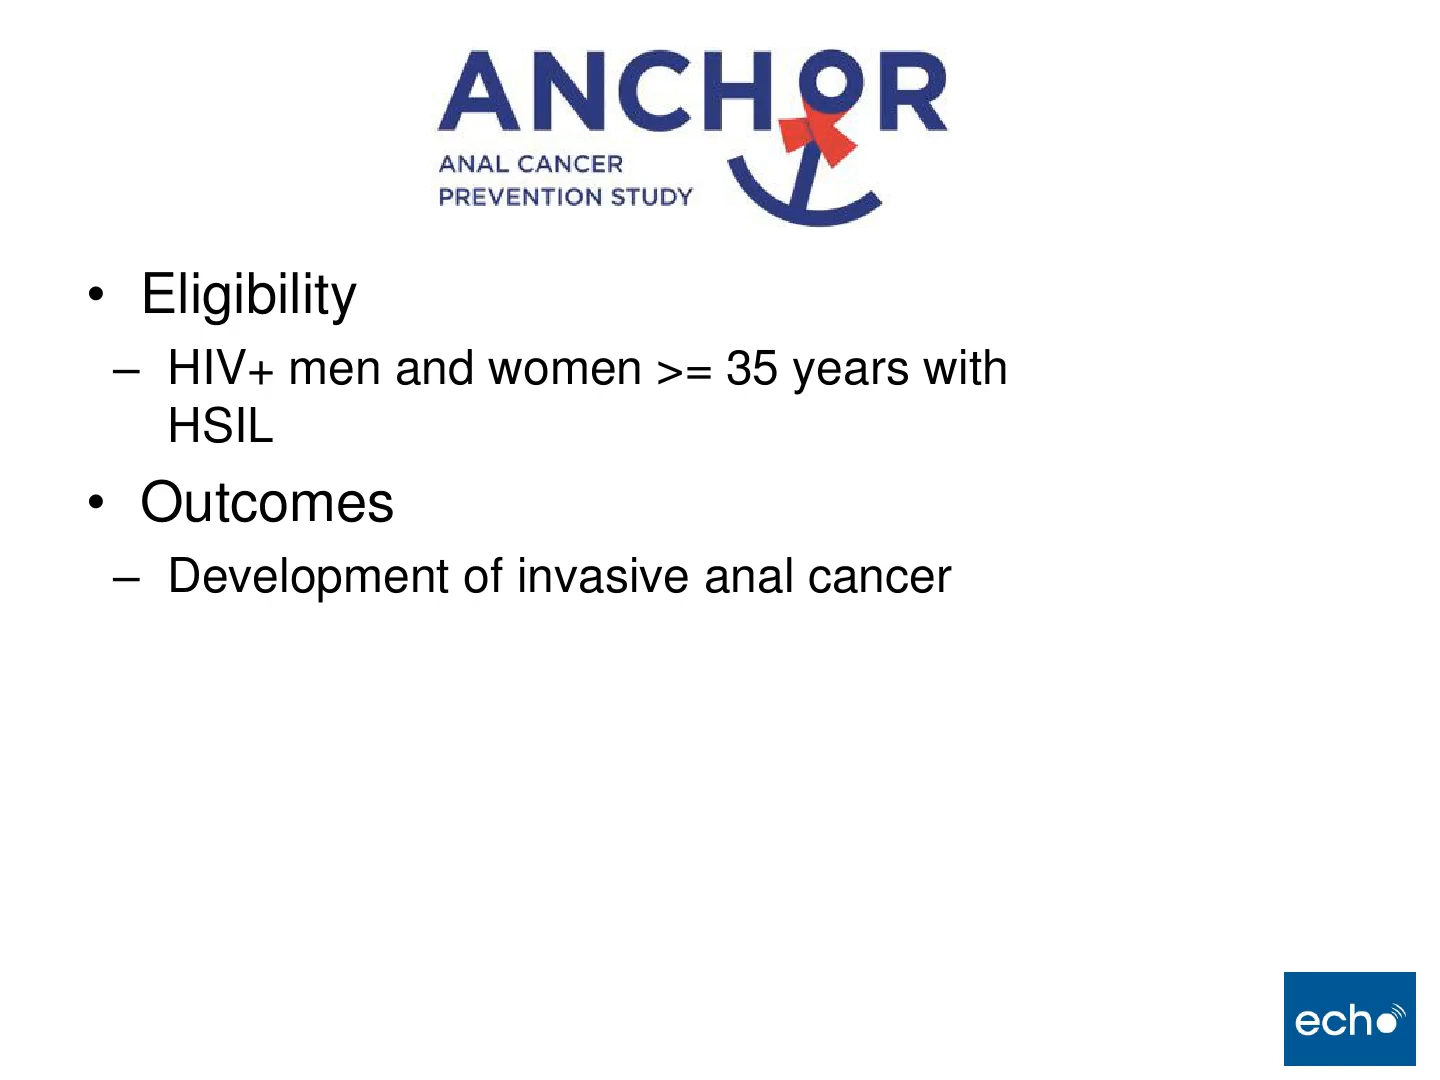 ANCHOR
ANAL CANCER
PREVENTION STUDY
• Eligibility
– HIV+ men and women >= 35 years with
HSIL
• Outcomes
– Development of invasive anal cancer
echo